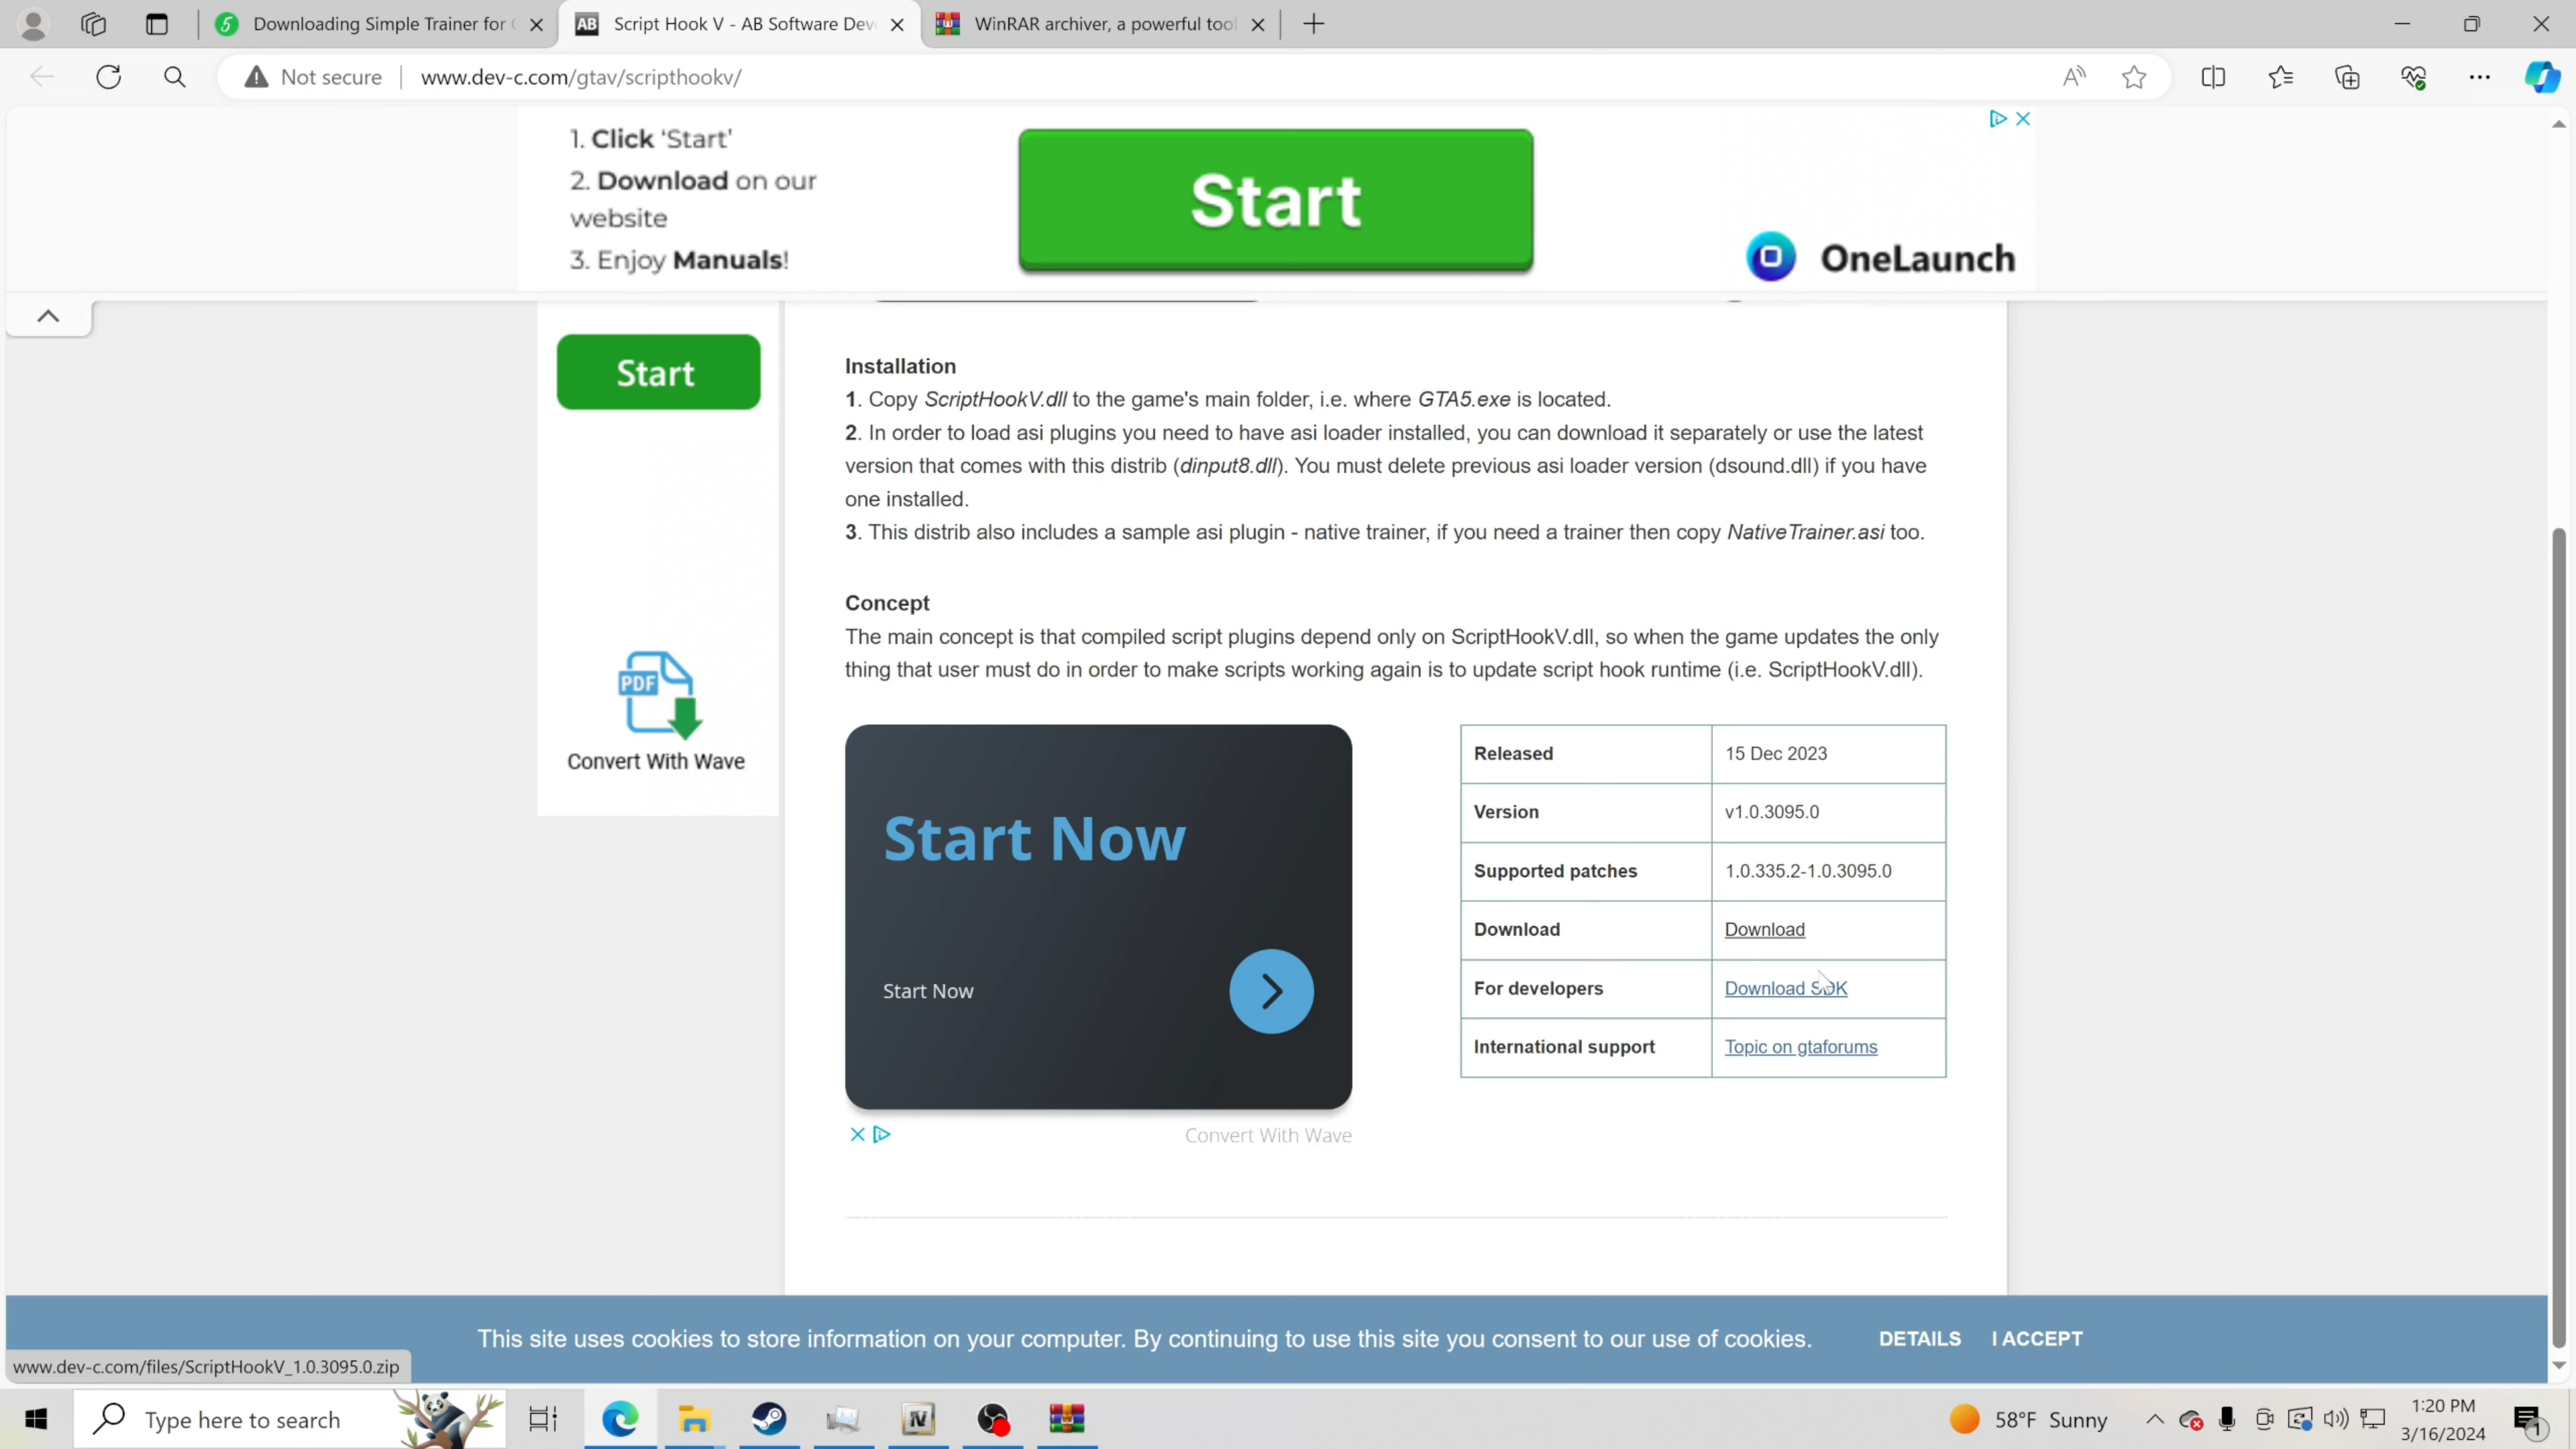 Downloading Simple Trainer for
Script Hook V - AB Software Dev
WinRAR archiver, a powerful tool
Not secure
www.dev-c.com/gtav/scripthookv/
1. Click 'Start'
2. Download on our
website
3. Enjoy Manuals!
Start
OneLaunch
Start
PDF
Convert With Wave
Installation
1. Copy ScriptHookV.dll to the game's main folder, i.e. where GTA5.exe is located.
2. In order to load asi plugins you need to have asi loader installed, you can download it separately or use the latest
version that comes with this distrib (dinput8.dll). You must delete previous asi loader version (dsound.dll) if you have
one installed.
3. This distrib also includes a sample asi plugin - native trainer, if you need a trainer then copy NativeTrainer.asi too.
Concept
The main concept is that compiled script plugins depend only on ScriptHookV.dll, so when the game updates the only
thing that user must do in order to make scripts working again is to update script hook runtime (i.e. ScriptHookV.dll).
Start Now
Start Now
Convert With Wave
Released 15 Dec 2023
Version v1.0.3095.0
Supported patches 1.0.335.2-1.0.3095.0
Download Download
For developers Download SDK
International support Topic on gtaforums
This site uses cookies to store information on your computer. By continuing to use this site you consent to our use of cookies. DETAILS I ACCEPT
www.dev-c.com/files/ScriptHookV_1.0.3095.0.zip
Type here to search
58°F Sunny
1:20 PM
3/16/2024
1